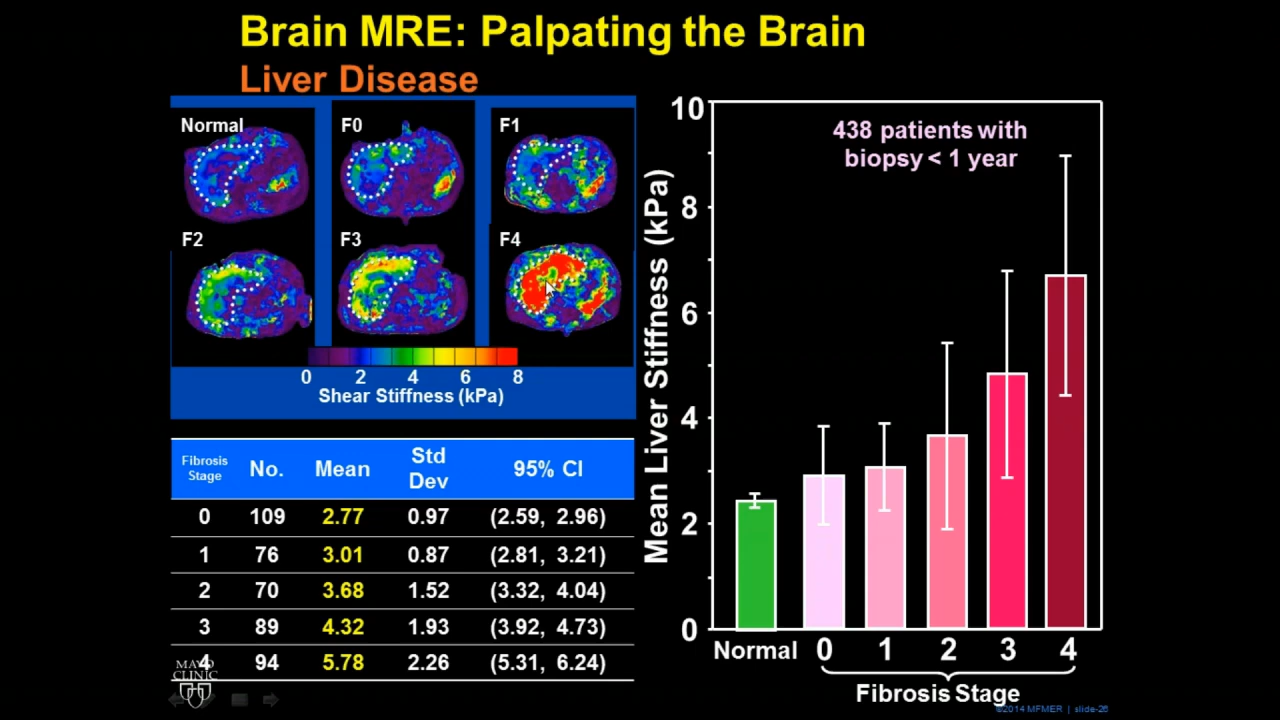 Brain MRE: Palpating the Brain
Liver Disease
Normal
F0
F1
F2
F3
F4
0 2 4 6 8
Shear Stiffness (kPa)
Fibrosis Stage No. Mean Std Dev 95% CI
0 109 2.77 0.97 (2.59, 2.96)
1 76 3.01 0.87 (2.81, 3.21)
2 70 3.68 1.52 (3.32, 4.04)
3 89 4.32 1.93 (3.92, 4.73)
4 94 5.78 2.26 (5.31, 6.24)
MAYO
CLINIC
438 patients with
biopsy < 1 year
Mean Liver Stiffness (kPa)
10
8
6
4
2
0
Normal 0 1 2 3 4
Fibrosis Stage
©2014 MFMER | slide-26